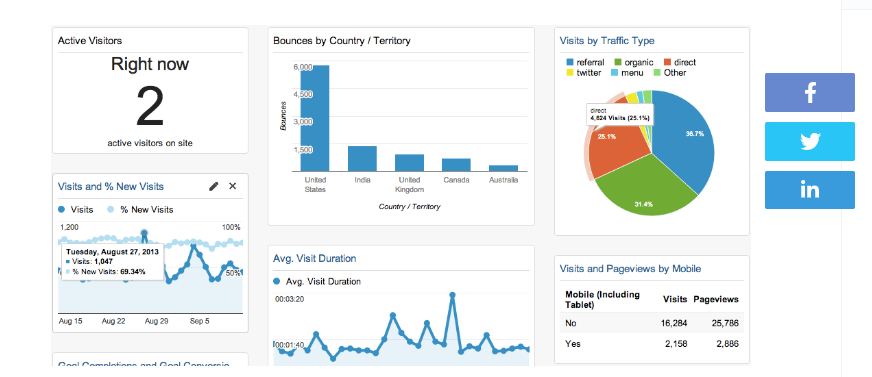 Active Visitors
Right now
2
active visitors on site
Visits and % New Visits
Visits
% New Visits
1,200
100%
Tuesday, August 27, 2013
Visits: 1,047
% New Visits: 69.34%
50%
Aug 15
Aug 22
Aug 29
Sep 5
Goal Completions and Goal Conversio
Bounces by Country / Territory
Bounces
6,000
4,500
3,000
1,500
United States
India
United Kingdom
Canada
Australia
Country / Territory
Avg. Visit Duration
Avg. Visit Duration
00:03:20
00:01:40
Visits by Traffic Type
referral
organic
direct
twitter
menu
Other
direct
4,624 Visits (25.1%)
25.1%
36.7%
31.4%
Visits and Pageviews by Mobile
Mobile (Including Tablet)
Visits
Pageviews
No
16,284
25,786
Yes
2,158
2,886
f
in